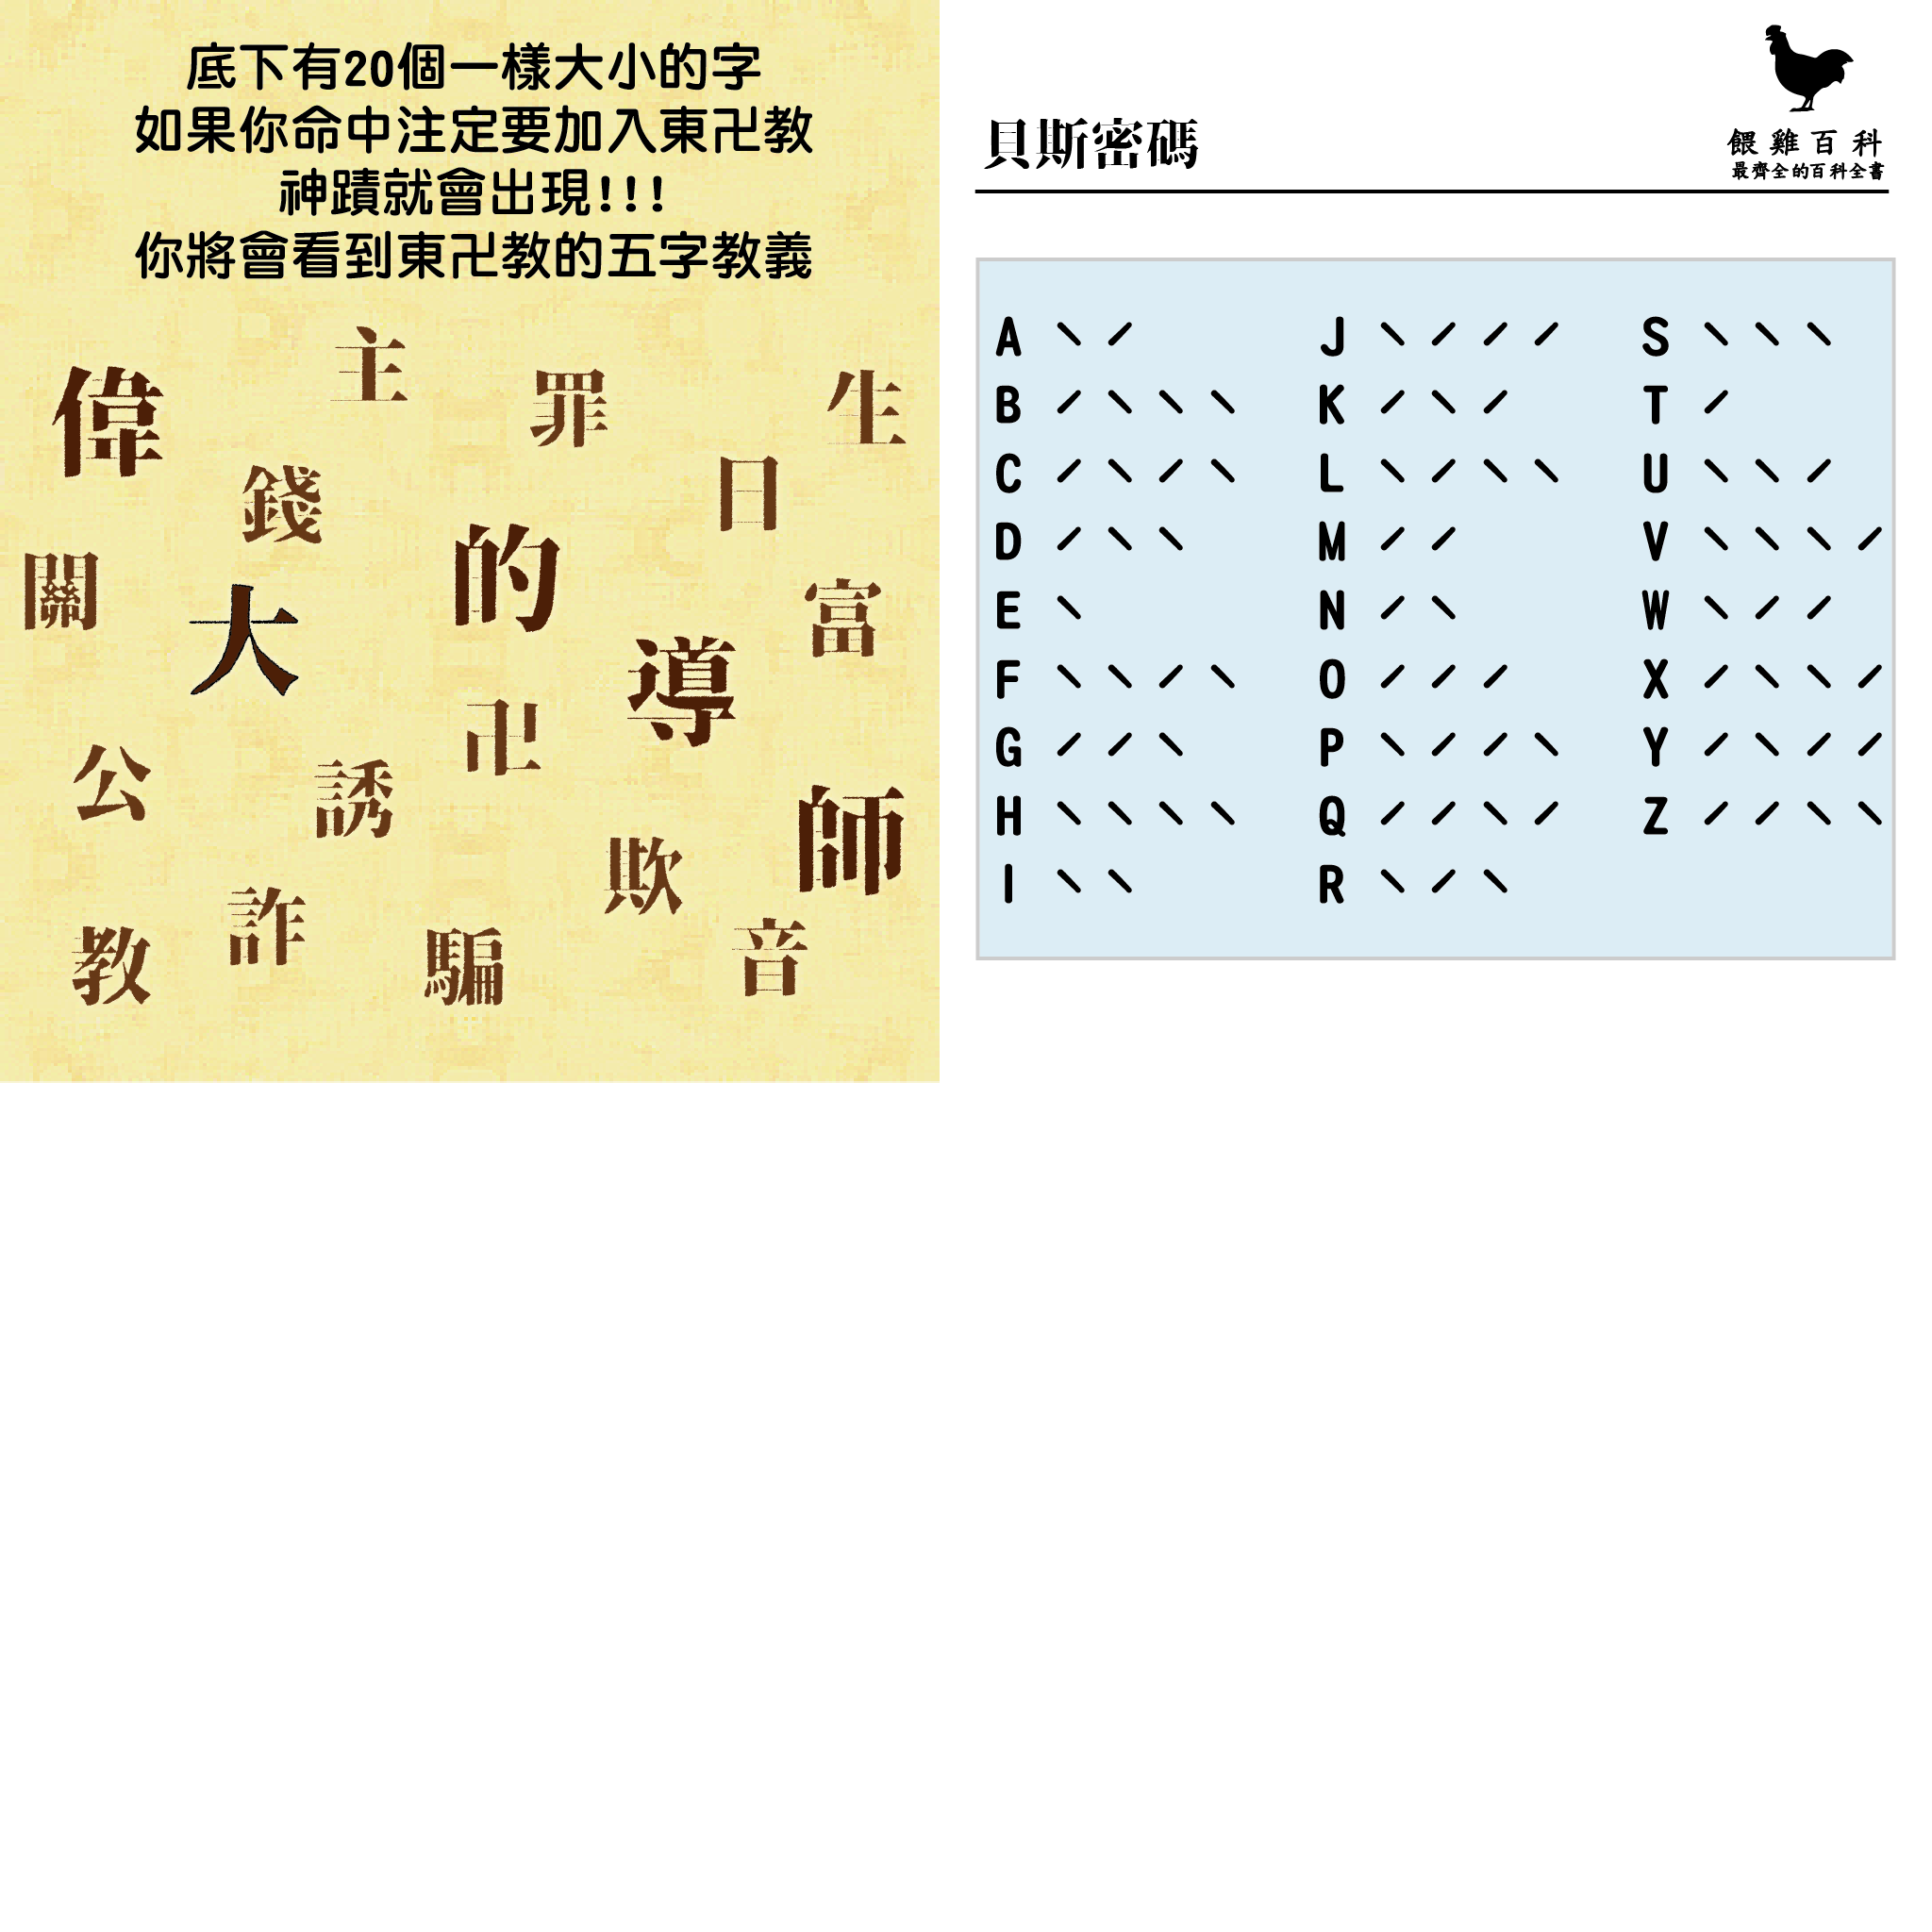 底下有20個一樣大小的字
如果你命中注定要加入東卍教
神蹟就會出現!!!
你將會看到東卍教的五字教義
主
偉
罪
生
錢
日
的
關
大
富
導
卍
公
誘
師
欺
詐
教
騙
音
貝斯密碼
餵雞百科
最齊全的百科全書
A ＼ ／
B ／ ＼ ＼ ＼
C ／ ＼ ／ ＼
D ／ ＼ ＼
E ＼
F ＼ ＼ ／ ＼
G ／ ／ ＼
H ＼ ＼ ＼ ＼
I ＼ ＼
J ＼ ／ ／ ／
K ／ ＼ ／
L ＼ ／ ＼ ＼
M ／ ／
N ／ ＼
O ／ ／ ／
P ＼ ／ ／ ＼
Q ／ ／ ＼ ／
R ＼ ／ ＼
S ＼ ＼ ＼
T ／
U ＼ ＼ ／
V ＼ ＼ ＼ ／
W ＼ ／ ／
X ／ ＼ ＼ ／
Y ／ ＼ ／ ／
Z ／ ／ ＼ ＼